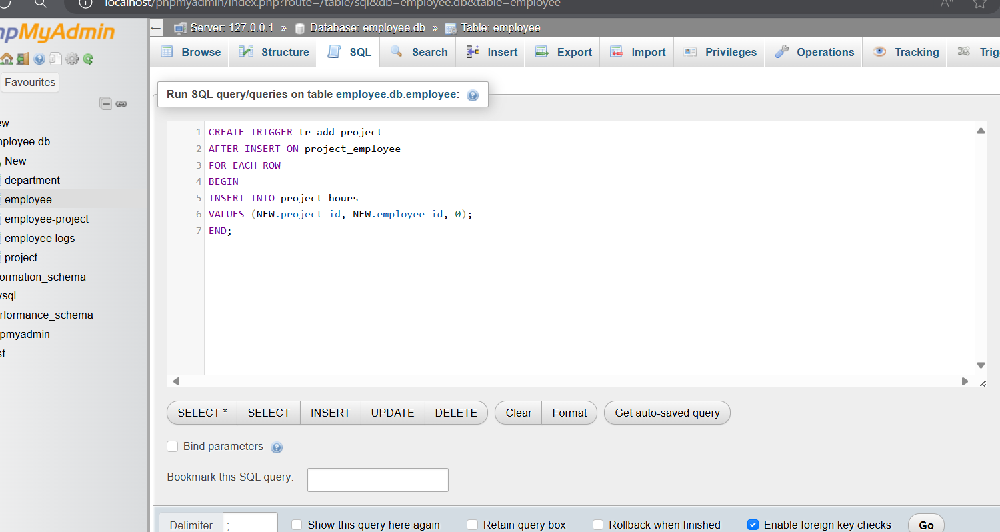 localhost/phpmyadmin/index.php?route=/table/sql&db=employee.db&table=employee
hpMyAdmin
Favourites
ew
mployee.db
New
department
employee
employee-project
employee logs
project
ormation_schema
ysql
rformance_schema
pmyadmin
st
← Server: 127.0.0.1 » Database: employee.db » Table: employee
Browse Structure SQL Search Insert Export Import Privileges Operations Tracking Trig
Run SQL query/queries on table employee.db.employee:
1 CREATE TRIGGER tr_add_project
2 AFTER INSERT ON project_employee
3 FOR EACH ROW
4 BEGIN
5 INSERT INTO project_hours
6 VALUES (NEW.project_id, NEW.employee_id, 0);
7 END;
SELECT * SELECT INSERT UPDATE DELETE Clear Format Get auto-saved query
Bind parameters
Bookmark this SQL query:
Delimiter ; Show this query here again Retain query box Rollback when finished Enable foreign key checks Go